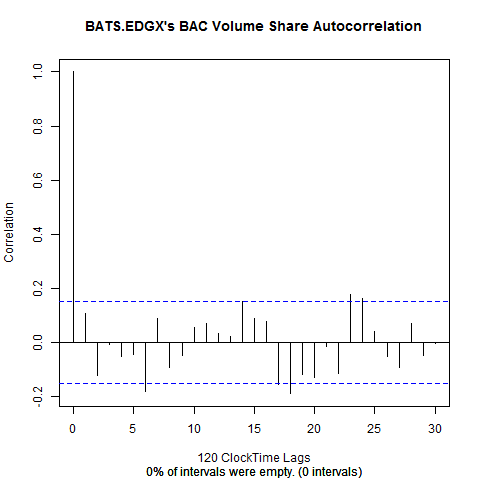 BATS.EDGX's BAC Volume Share Autocorrelation
Correlation
1.0
0.8
0.6
0.4
0.2
0.0
-0.2
0 5 10 15 20 25 30
120 ClockTime Lags
0% of intervals were empty. (0 intervals)